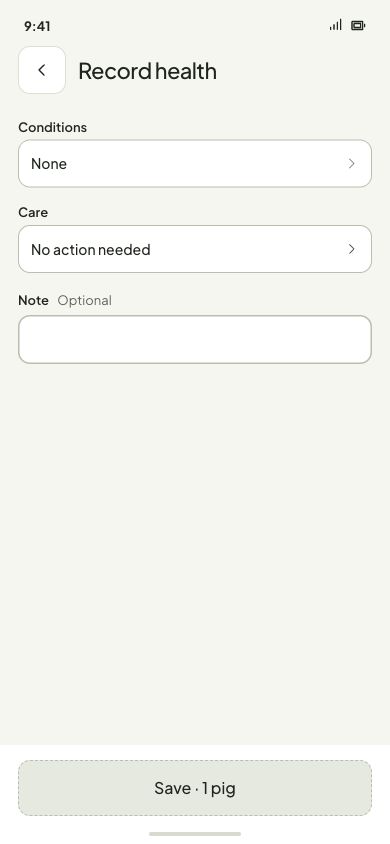 9:41
Record health
Conditions
None
Care
No action needed
Note Optional
Save · 1 pig